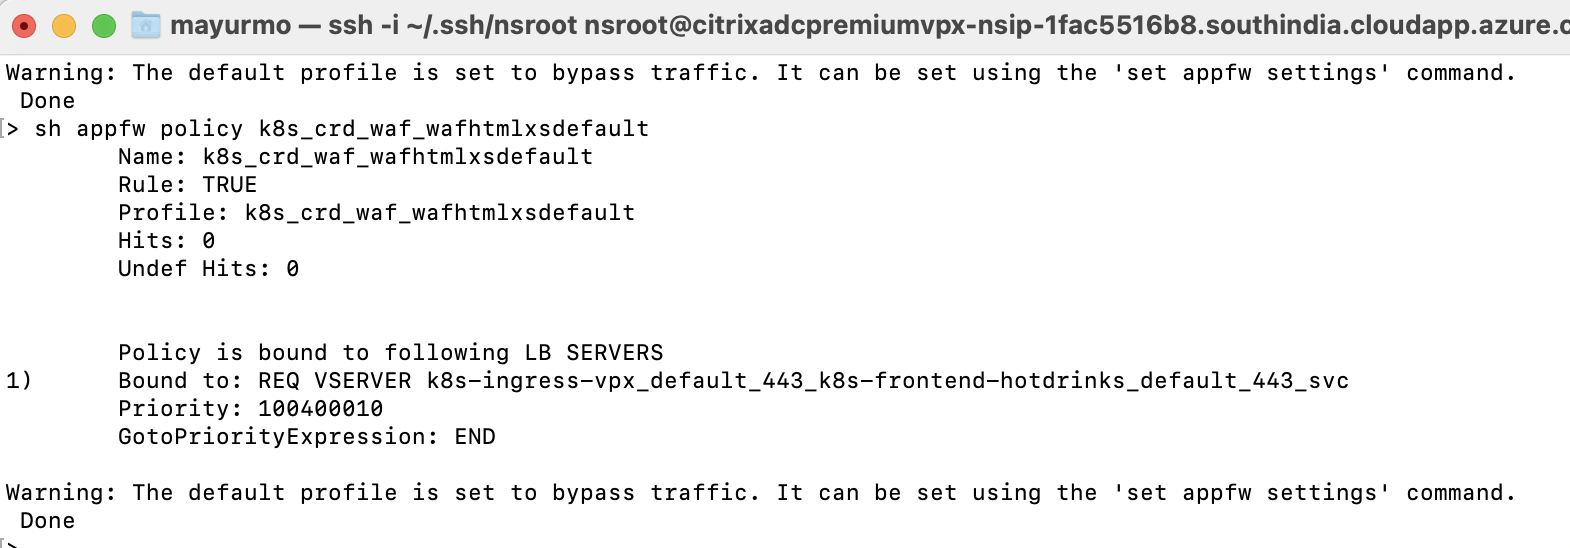 mayurmo — ssh -i ~/.ssh/nsroot nsroot@citrixadcpremiumvpx-nsip-1fac5516b8.southindia.cloudapp.azure.c
Warning: The default profile is set to bypass traffic. It can be set using the 'set appfw settings' command.
Done
[> sh appfw policy k8s_crd_waf_wafhtmlxsdefault
Name: k8s_crd_waf_wafhtmlxsdefault
Rule: TRUE
Profile: k8s_crd_waf_wafhtmlxsdefault
Hits: 0
Undef Hits: 0
Policy is bound to following LB SERVERS
1) Bound to: REQ VSERVER k8s-ingress-vpx_default_443_k8s-frontend-hotdrinks_default_443_svc
Priority: 100400010
GotoPriorityExpression: END
Warning: The default profile is set to bypass traffic. It can be set using the 'set appfw settings' command.
Done
[>